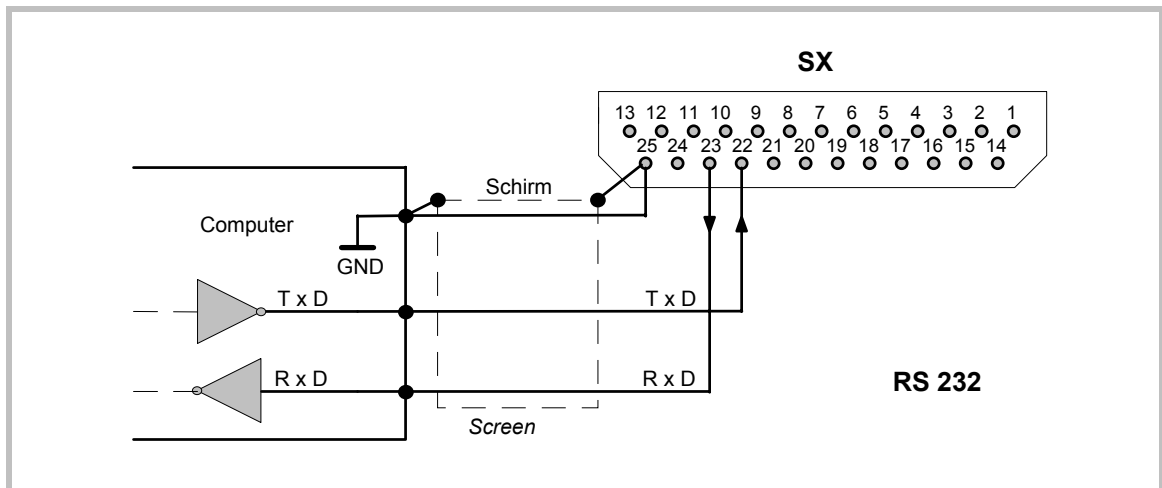 SX
13 12 11 10 9 8 7 6 5 4 3 2 1
25 24 23 22 21 20 19 18 17 16 15 14
Schirm
Computer
GND
T x D T x D
R x D R x D
RS 232
Screen